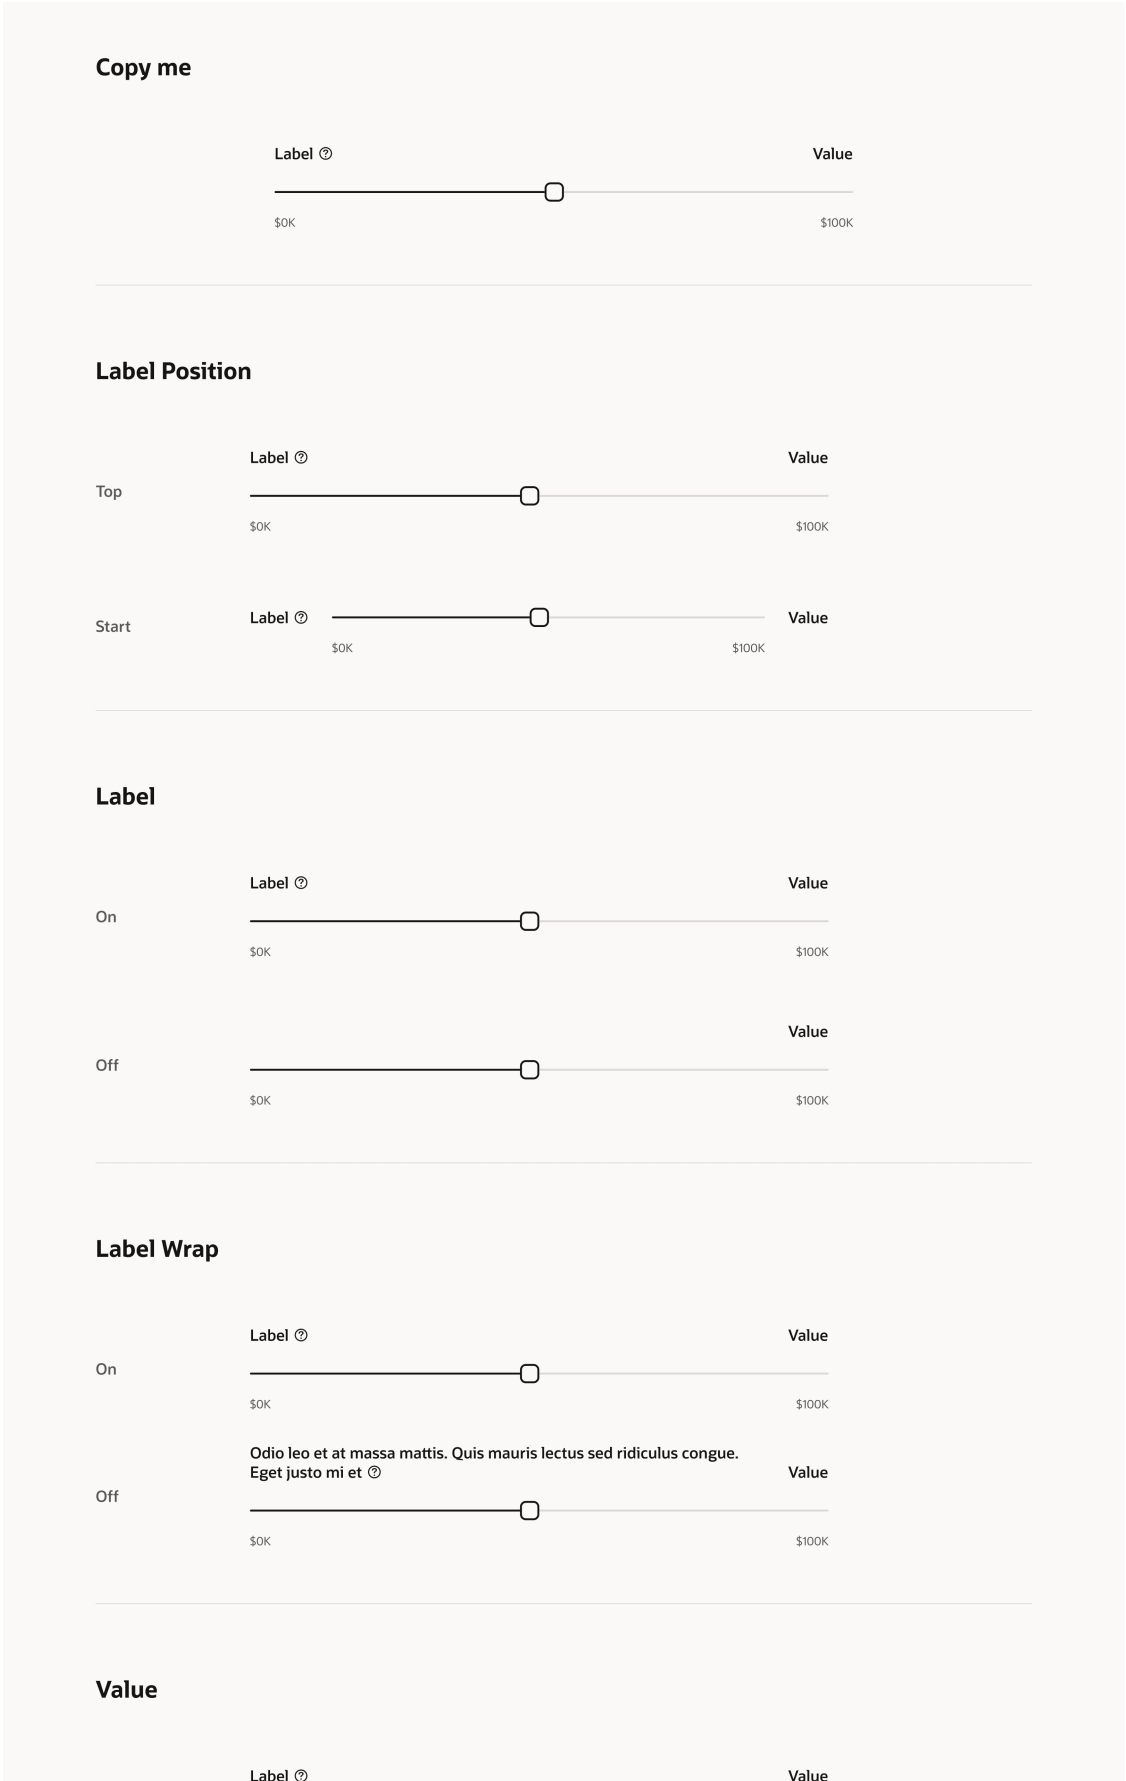 Copy me
Label Value
$0K $100K
Label Position
Label Value
Top
$0K $100K
Start Label Value
$0K $100K
Label
Label Value
On
$0K $100K
Value
Off
$0K $100K
Label Wrap
Label Value
On
$0K $100K
Odio leo et at massa mattis. Quis mauris lectus sed ridiculus congue.
Eget justo mi et Value
Off
$0K $100K
Value
Label Value